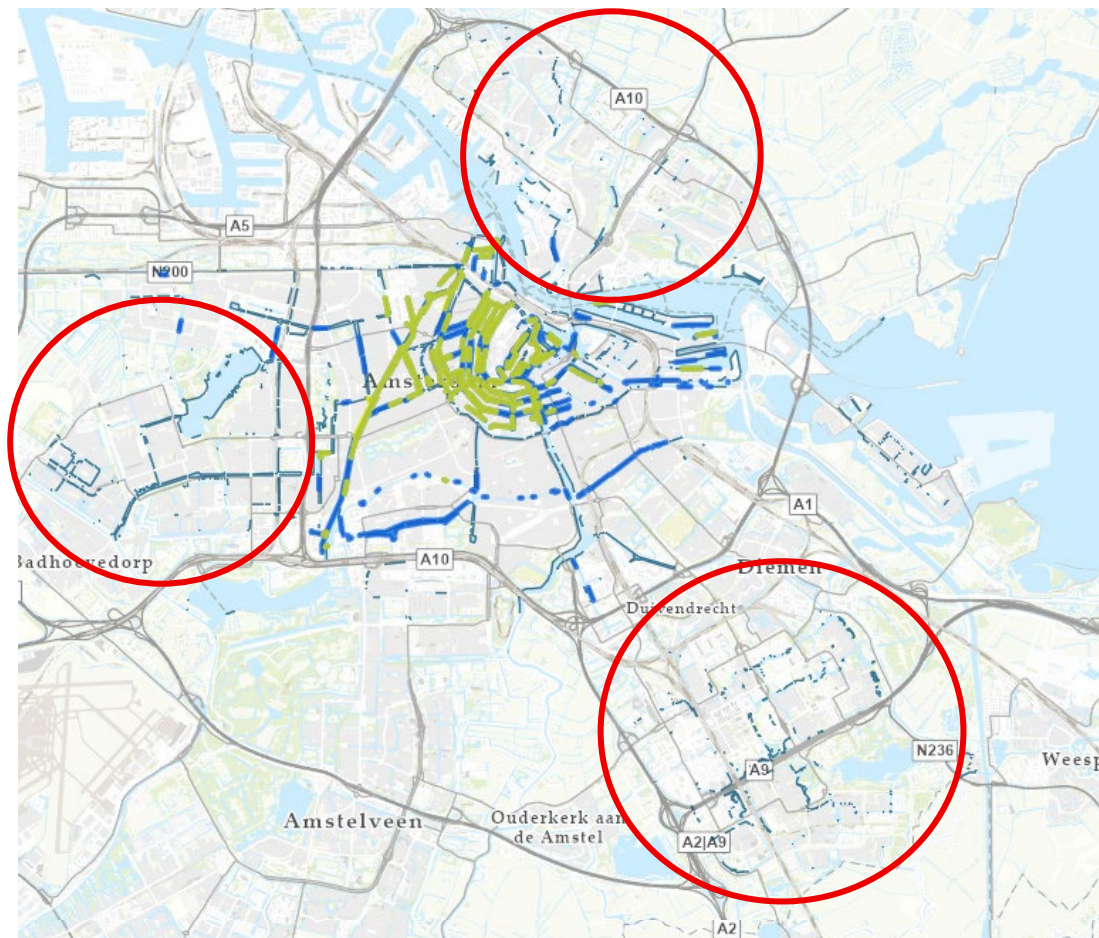 A10
A5
N200
Amsterdam
Badhoevedorp
A10
A1
Diemen
Duivendrecht
N236
A9
Weesp
Amstelveen
Ouderkerk aan
de Amstel
A2|A9
A2